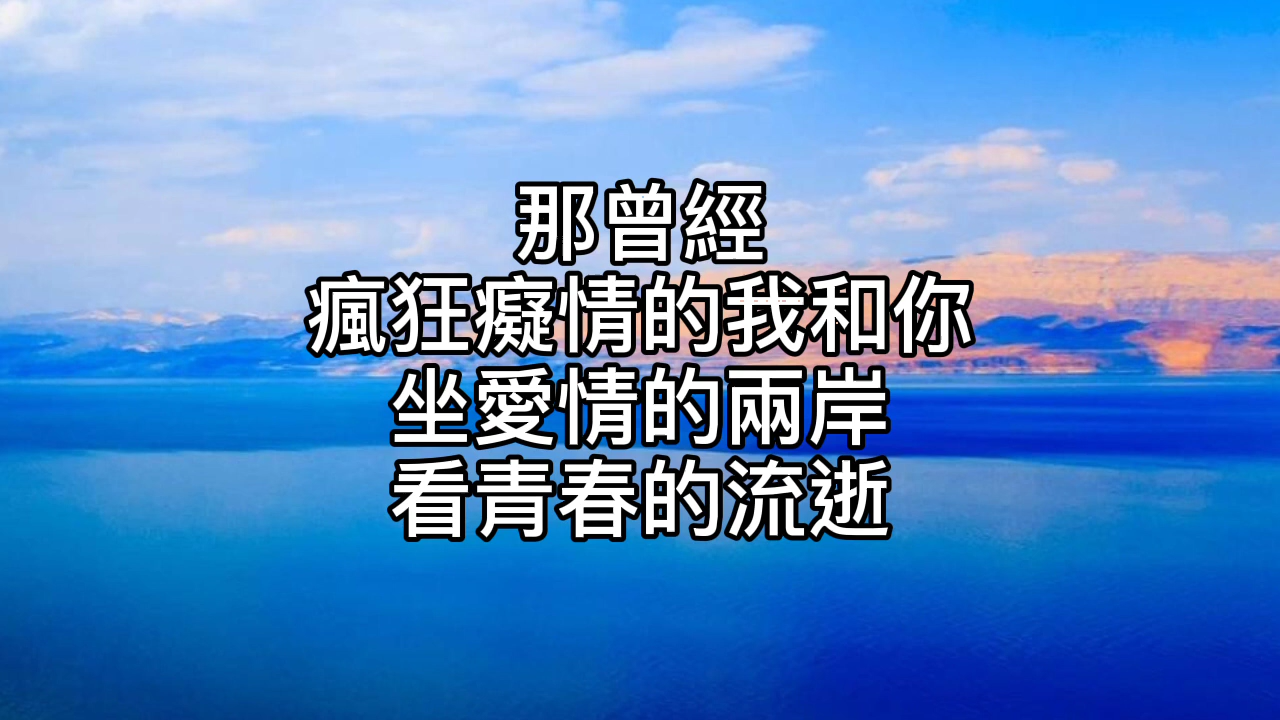 那曾經
瘋狂癡情的我和你
坐愛情的兩岸
看青春的流逝